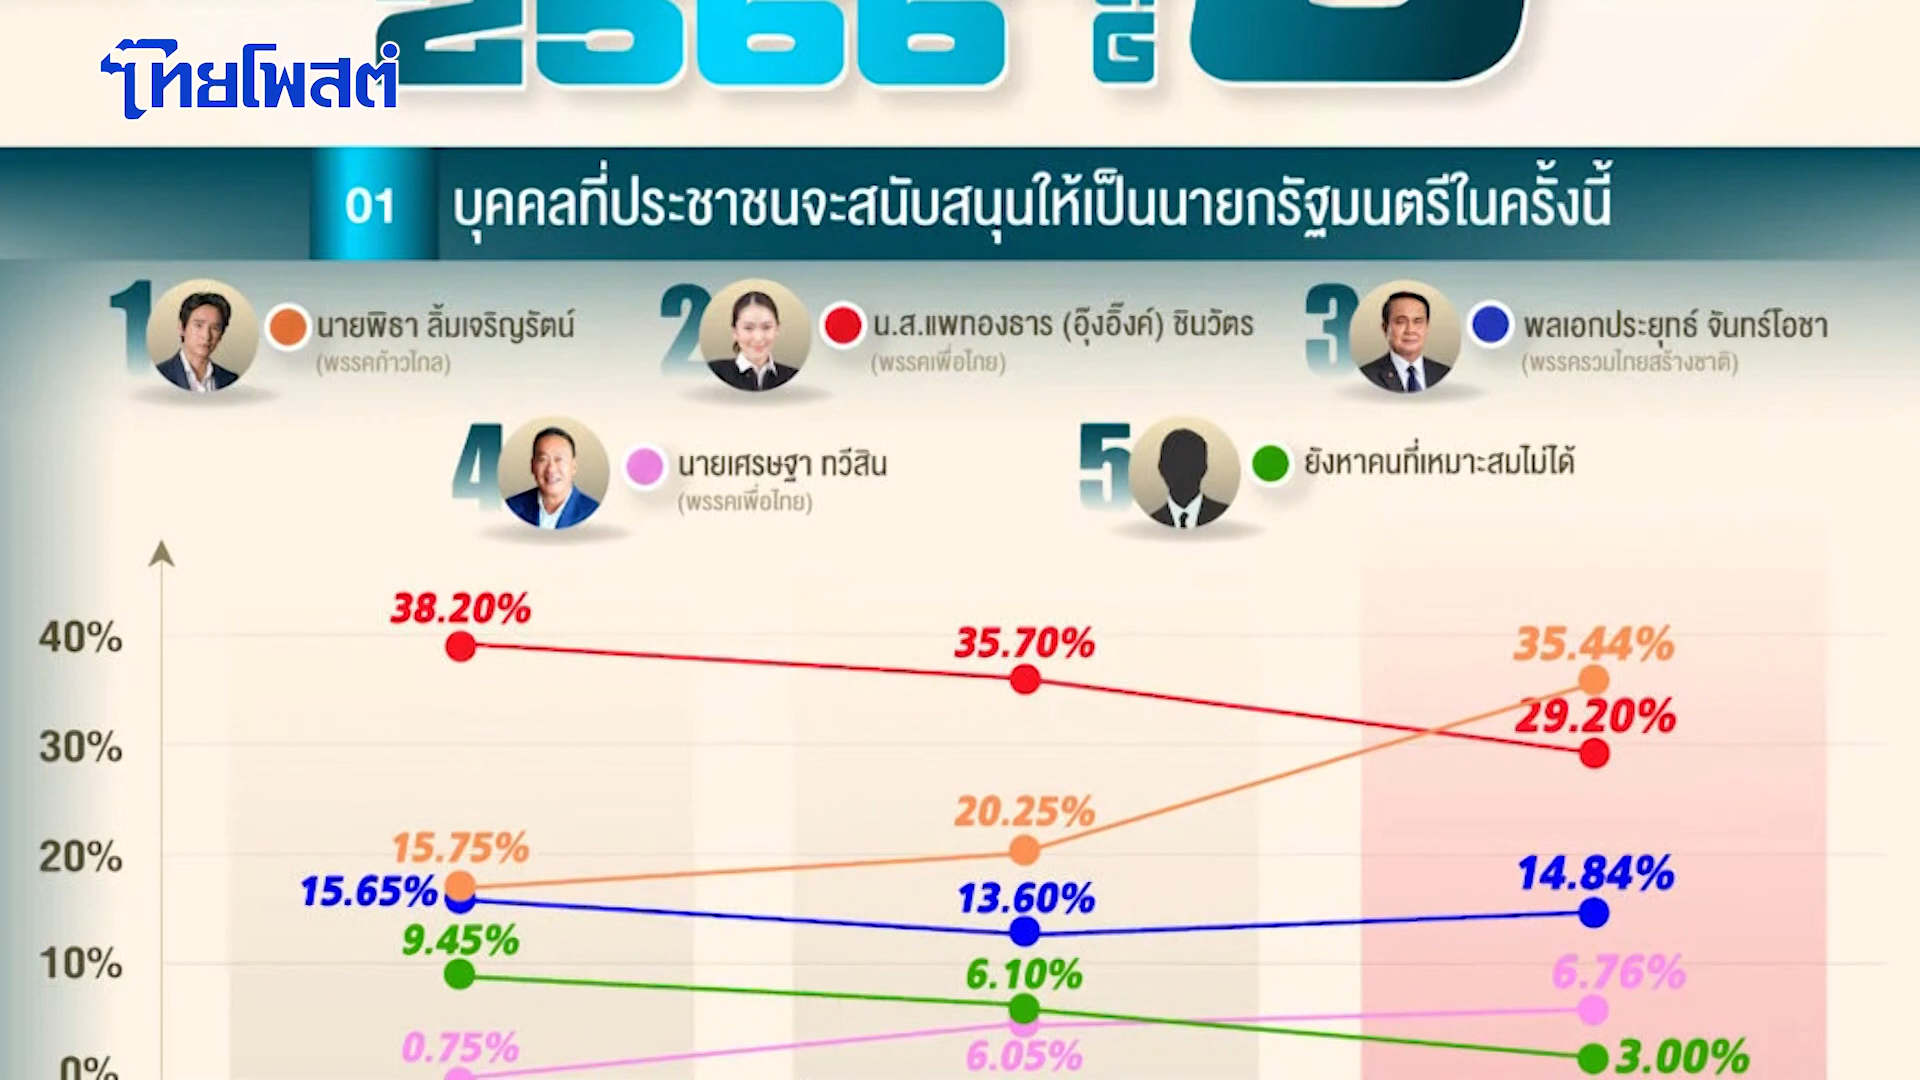 2566
ไทยโพสต์
01 บุคคลที่ประชาชนจะสนับสนุนให้เป็นนายกรัฐมนตรีในครั้งนี้
1 นายพิธา ลิ้มเจริญรัตน์
(พรรคก้าวไกล)
2 น.ส.แพทองธาร (อุ๊งอิ๊งค์) ชินวัตร
(พรรคเพื่อไทย)
3 พลเอกประยุทธ์ จันทร์โอชา
(พรรครวมไทยสร้างชาติ)
4 นายเศรษฐา ทวีสิน
(พรรคเพื่อไทย)
5 ยังหาคนที่เหมาะสมไม่ได้
38.20%
40% 35.70% 35.44%
29.20%
30%
20.25%
15.75%
20% 14.84%
15.65% 13.60%
9.45%
10% 6.10% 6.76%
0.75% 6.05% 3.00%
0%